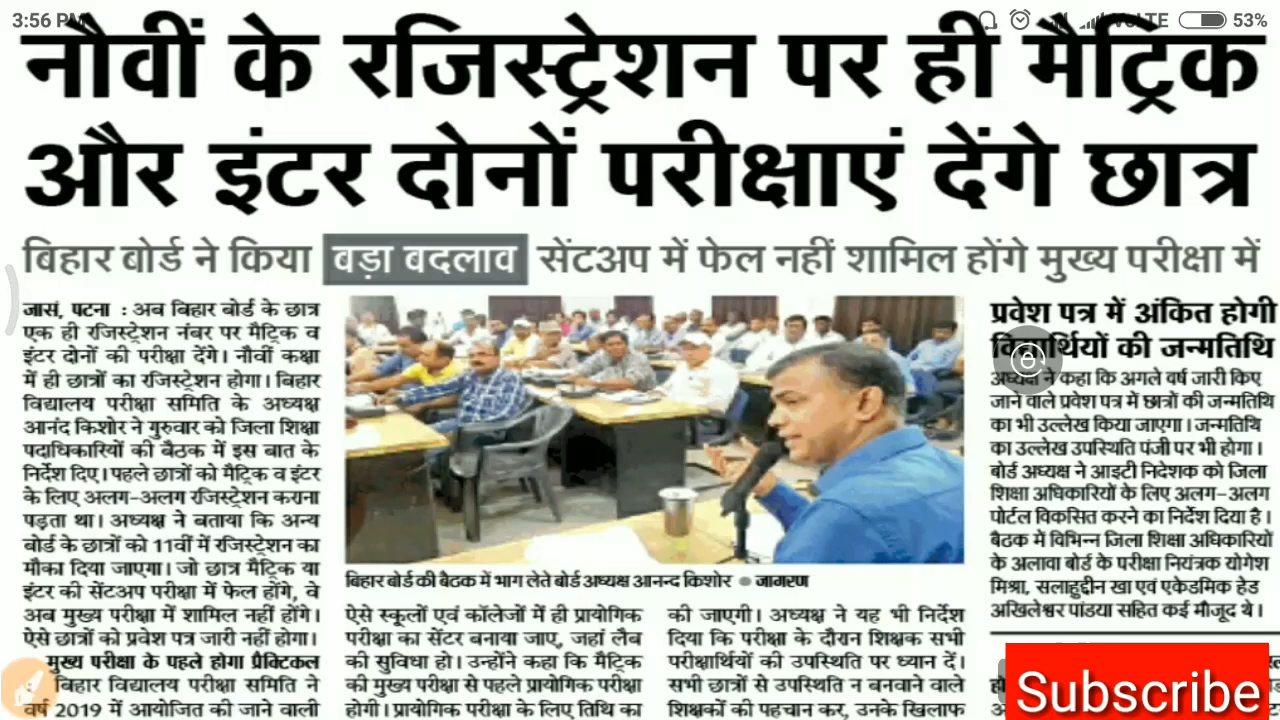 3:56 PM
VoLTE 53%
नौवीं के रजिस्ट्रेशन पर ही मैट्रिक
और इंटर दोनों परीक्षाएं देंगे छात्र
बिहार बोर्ड ने किया बड़ा बदलाव सेंटअप में फेल नहीं शामिल होंगे मुख्य परीक्षा में
जासं, पटना : अब बिहार बोर्ड के छात्र
एक ही रजिस्ट्रेशन नंबर पर मैट्रिक व
इंटर दोनों की परीक्षा देंगे। नौवीं कक्षा
में ही छात्रों का रजिस्ट्रेशन होगा। बिहार
विद्यालय परीक्षा समिति के अध्यक्ष
आनंद किशोर ने गुरुवार को जिला शिक्षा
पदाधिकारियों की बैठक में इस बात के
निर्देश दिए। पहले छात्रों को मैट्रिक व इंटर
के लिए अलग-अलग रजिस्ट्रेशन कराना
पड़ता था। अध्यक्ष ने बताया कि अन्य
बोर्ड के छात्रों को 11वीं में रजिस्ट्रेशन का
मौका दिया जाएगा। जो छात्र मैट्रिक या
इंटर की सेंटअप परीक्षा में फेल होंगे, वे
अब मुख्य परीक्षा में शामिल नहीं होंगे।
ऐसे छात्रों को प्रवेश पत्र जारी नहीं होगा।
मुख्य परीक्षा के पहले होगा प्रैक्टिकल
: बिहार विद्यालय परीक्षा समिति ने
वर्ष 2019 में आयोजित की जाने वाली
बिहार बोर्ड की बैठक में भाग लेते बोर्ड अध्यक्ष आनन्द किशोर ● जागरण
ऐसे स्कूलों एवं कॉलेजों में ही प्रायोगिक
परीक्षा का सेंटर बनाया जाए, जहां लैब
की सुविधा हो। उन्होंने कहा कि मैट्रिक
की मुख्य परीक्षा से पहले प्रायोगिक परीक्षा
होगी। प्रायोगिक परीक्षा के लिए तिथि का
की जाएगी। अध्यक्ष ने यह भी निर्देश
दिया कि परीक्षा के दौरान शिक्षक सभी
परीक्षार्थियों की उपस्थिति पर ध्यान दें।
सभी छात्रों से उपस्थिति न बनवाने वाले
शिक्षकों की पहचान कर, उनके खिलाफ
प्रवेश पत्र में अंकित होगी
विद्यार्थियों की जन्मतिथि
अध्यक्ष ने कहा कि अगले वर्ष जारी किए
जाने वाले प्रवेश पत्र में छात्रों की जन्मतिथि
का भी उल्लेख किया जाएगा। जन्मतिथि
का उल्लेख उपस्थिति पंजी पर भी होगा।
बोर्ड अध्यक्ष ने आइटी निदेशक को जिला
शिक्षा अधिकारियों के लिए अलग-अलग
पोर्टल विकसित करने का निर्देश दिया है।
बैठक में विभिन्न जिला शिक्षा अधिकारियों
के अलावा बोर्ड के परीक्षा नियंत्रक योगेश
मिश्रा, सलाहुद्दीन खा एवं एकेडमिक हेड
अखिलेश्वर पांडया सहित कई मौजूद थे।
Subscribe